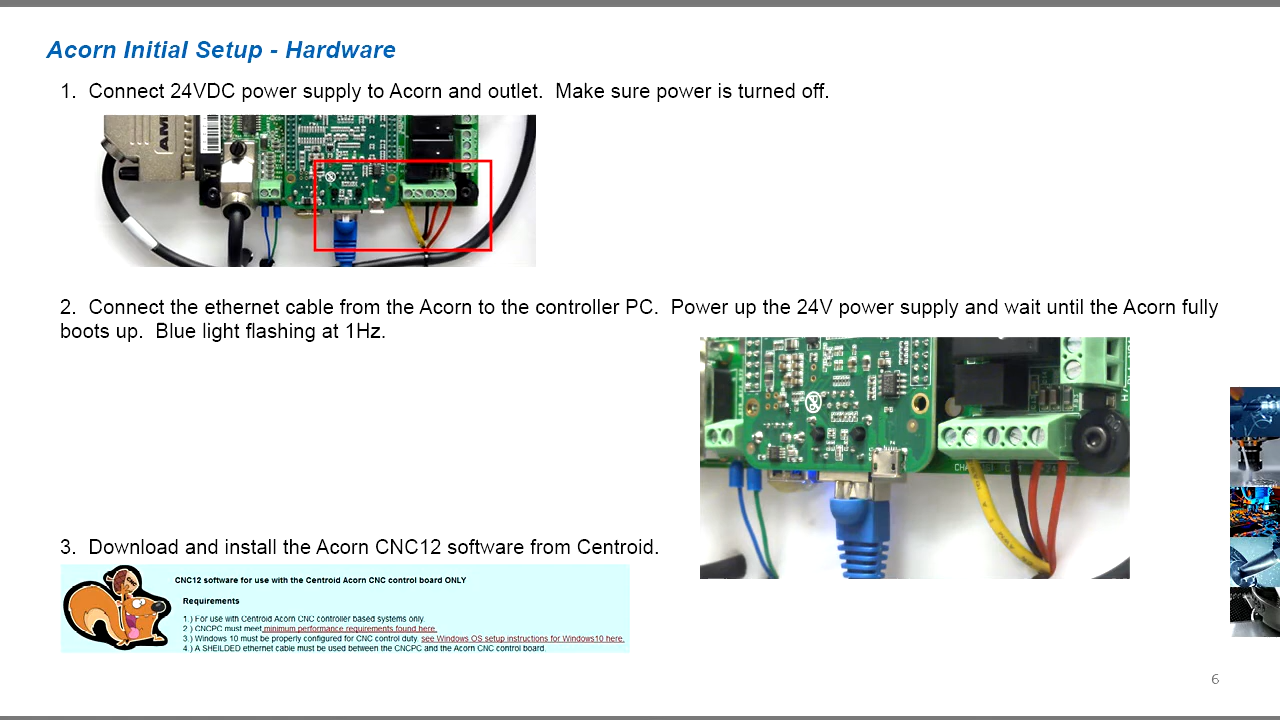 Acorn Initial Setup - Hardware
1. Connect 24VDC power supply to Acorn and outlet. Make sure power is turned off.
2. Connect the ethernet cable from the Acorn to the controller PC. Power up the 24V power supply and wait until the Acorn fully
boots up. Blue light flashing at 1Hz.
3. Download and install the Acorn CNC12 software from Centroid.
CNC12 software for use with the Centroid Acorn CNC control board ONLY
Requirements
1.) For use with Centroid Acorn CNC controller based systems only.
2.) CNCPC must meet minimum performance requirements found here.
3.) Windows 10 must be properly configured for CNC control duty. see Windows OS setup instructions for Windows10 here.
4.) A SHEILDED ethernet cable must be used between the CNCPC and the Acorn CNC control board.
6